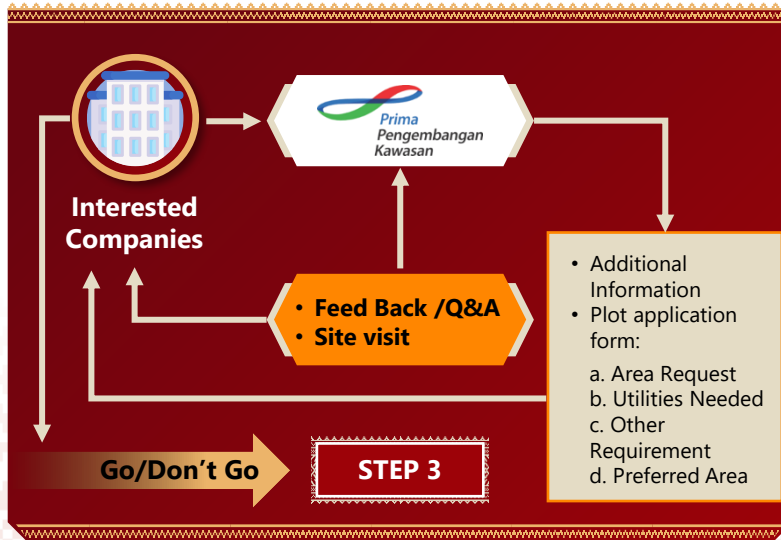 Prima
Pengembangan
Kawasan
Interested
Companies
• Feed Back /Q&A
• Site visit
• Additional
Information
• Plot application
form:
a. Area Request
b. Utilities Needed
c. Other
Requirement
d. Preferred Area
Go/Don’t Go
STEP 3